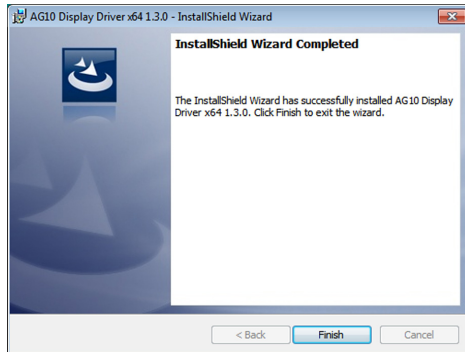 AG10 Display Driver x64 1.3.0 - InstallShield Wizard
InstallShield Wizard Completed
The InstallShield Wizard has successfully installed AG10 Display
Driver x64 1.3.0. Click Finish to exit the wizard.
< Back
Finish
Cancel